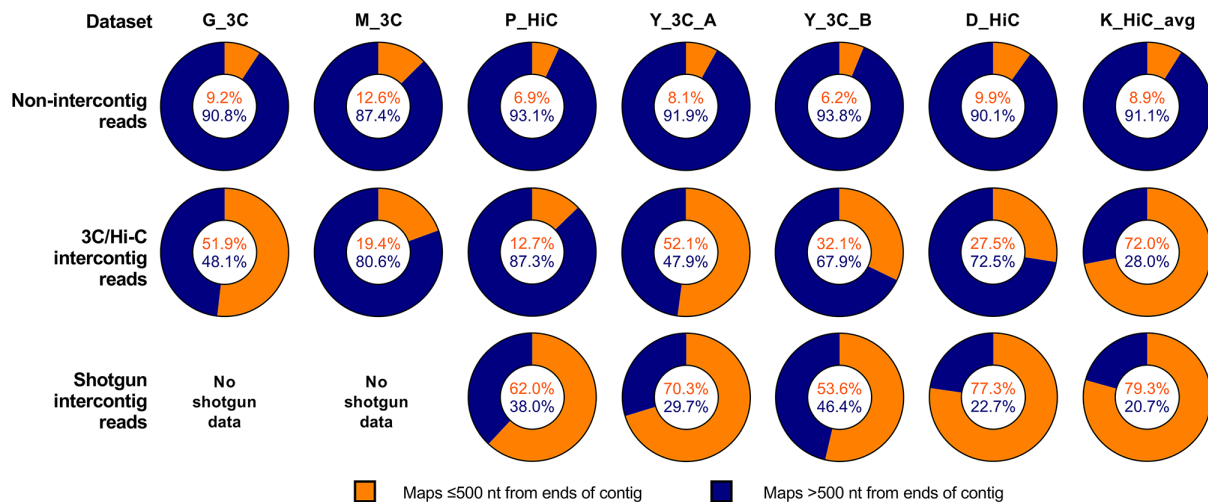 Dataset G_3C M_3C P_HiC Y_3C_A Y_3C_B D_HiC K_HiC_avg
Non-intercontig
reads
9.2% 12.6% 6.9% 8.1% 6.2% 9.9% 8.9%
90.8% 87.4% 93.1% 91.9% 93.8% 90.1% 91.1%
3C/Hi-C
intercontig
reads
51.9% 19.4% 12.7% 52.1% 32.1% 27.5% 72.0%
48.1% 80.6% 87.3% 47.9% 67.9% 72.5% 28.0%
Shotgun
intercontig
reads
No
shotgun
data
No
shotgun
data
62.0% 70.3% 53.6% 77.3% 79.3%
38.0% 29.7% 46.4% 22.7% 20.7%
Maps ≤500 nt from ends of contig
Maps >500 nt from ends of contig